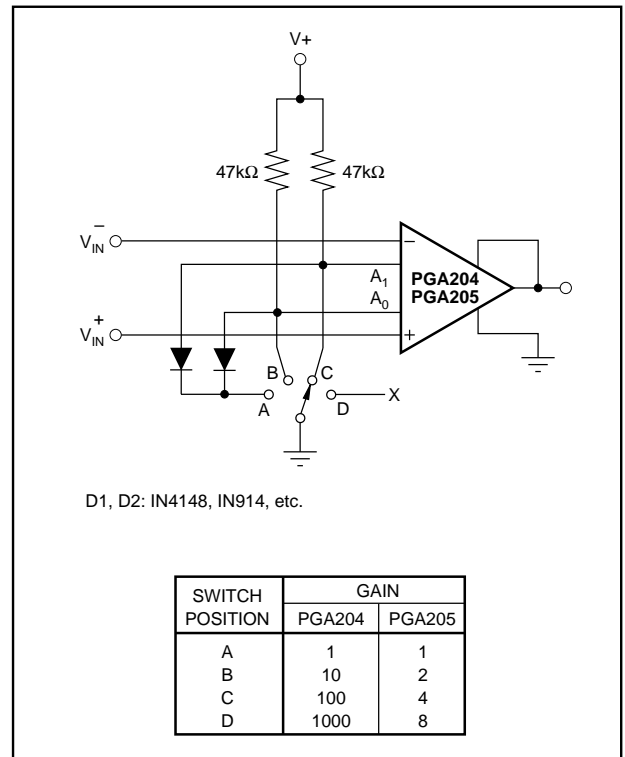 V+
47kΩ 47kΩ
V–IN
A1
PGA204
A0
PGA205
V+IN
–
+
B C
A D X
D1, D2: IN4148, IN914, etc.
SWITCH POSITION GAIN
PGA204 PGA205
A 1 1
B 10 2
C 100 4
D 1000 8